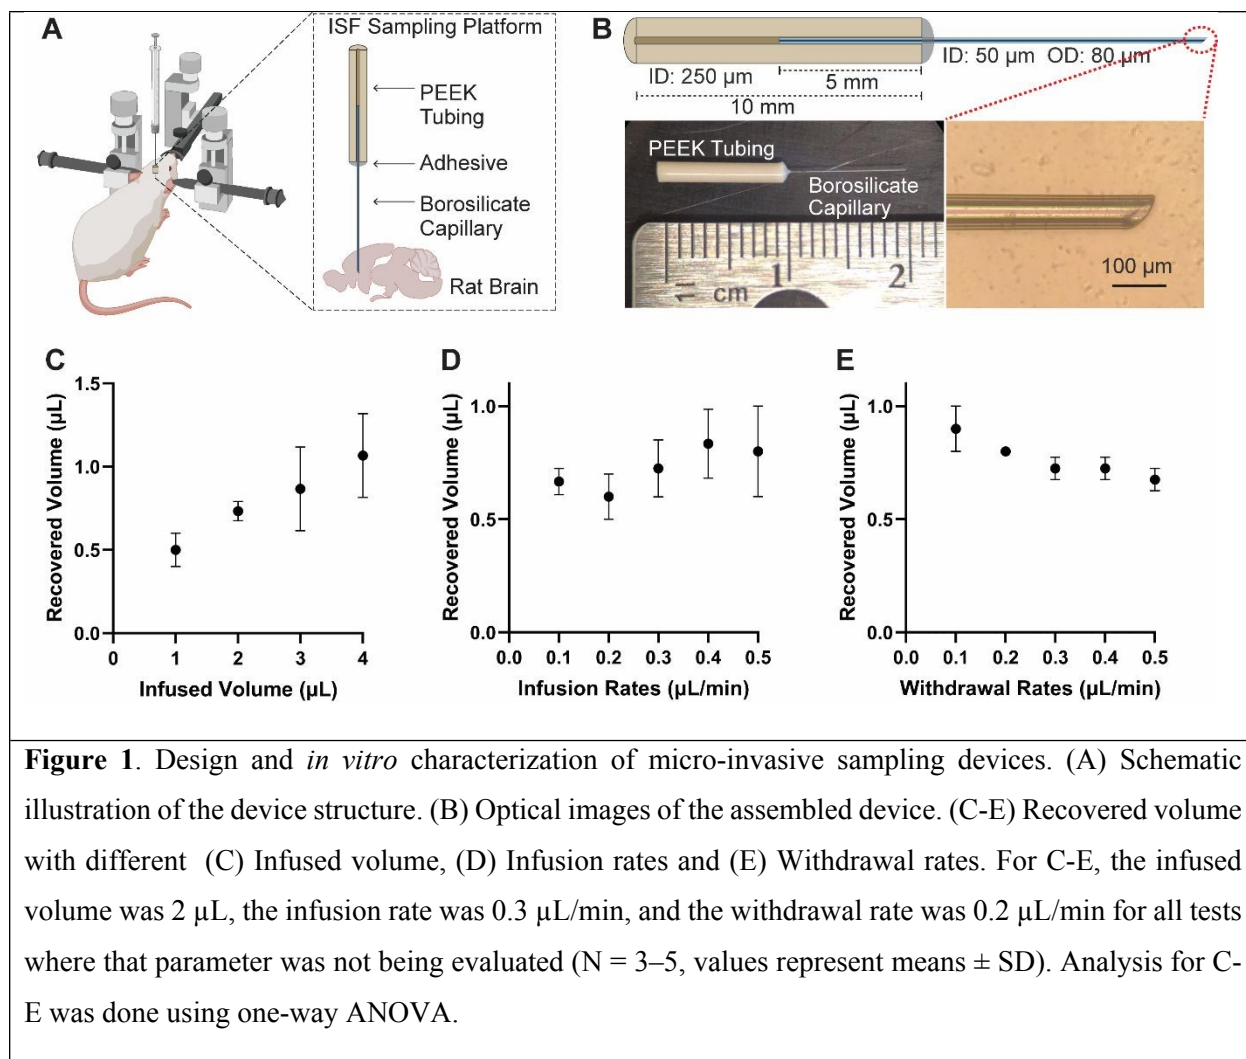 A
ISF Sampling Platform
PEEK
Tubing
Adhesive
Borosilicate
Capillary
Rat Brain
B
ID: 50 µm OD: 80 µm
ID: 250 µm
5 mm
10 mm
PEEK Tubing
Borosilicate
Capillary
cm
1
2
100 µm
C
Recovered Volume (µL)
1.5
1.0
0.5
0.0
0
1
2
3
4
Infused Volume (µL)
D
Recovered Volume (µL)
1.0
0.5
0.0
0.0
0.1
0.2
0.3
0.4
0.5
Infusion Rates (µL/min)
E
Recovered Volume (µL)
1.0
0.5
0.0
0.0
0.1
0.2
0.3
0.4
0.5
Withdrawal Rates (µL/min)
Figure 1. Design and in vitro characterization of micro-invasive sampling devices. (A) Schematic
illustration of the device structure. (B) Optical images of the assembled device. (C-E) Recovered volume
with different (C) Infused volume, (D) Infusion rates and (E) Withdrawal rates. For C-E, the infused
volume was 2 µL, the infusion rate was 0.3 µL/min, and the withdrawal rate was 0.2 µL/min for all tests
where that parameter was not being evaluated (N = 3–5, values represent means ± SD). Analysis for C-
E was done using one-way ANOVA.